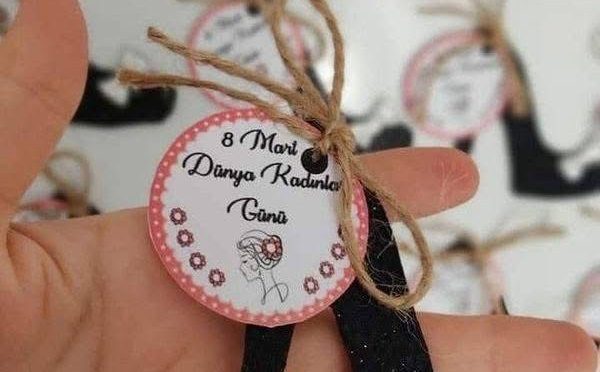 8 Mart
Dünya Kadınlar
Günü